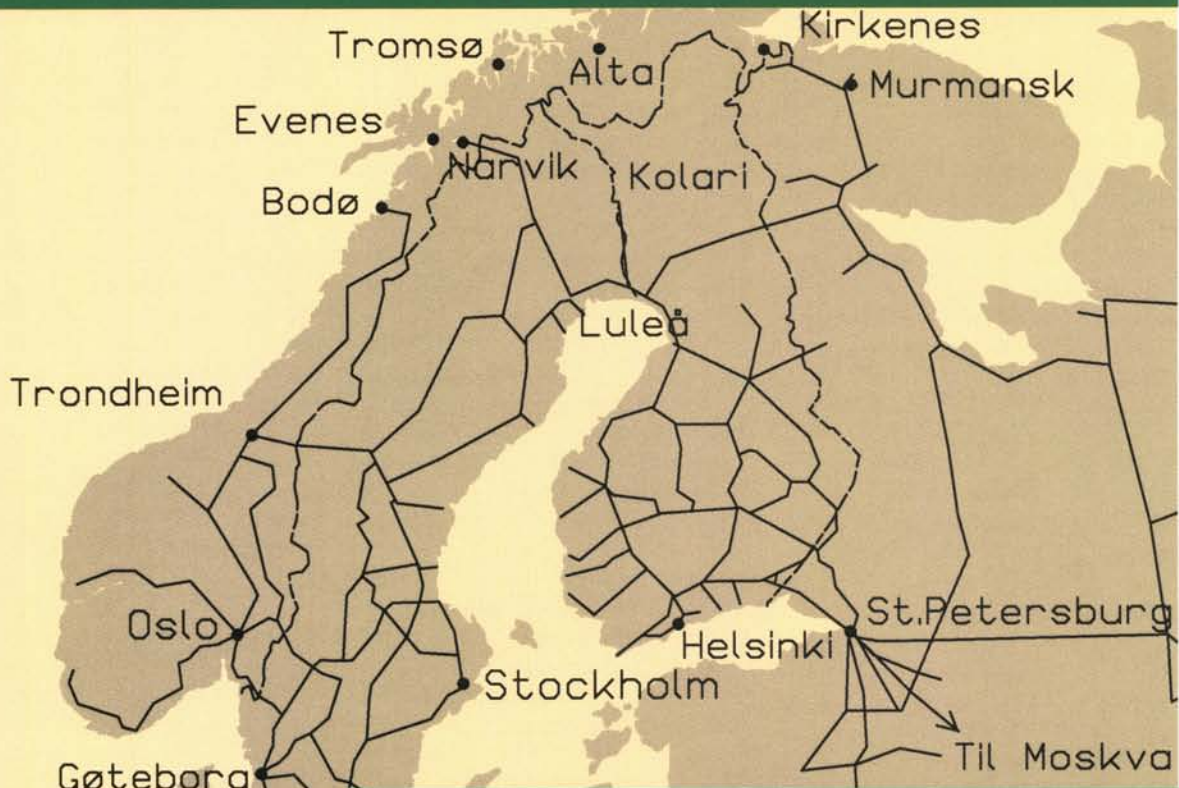 Kirkenes
Tromsø
Alta
Murmansk
Evenes
Narvik
Kolari
Bodø
Luleå
Trondheim
St.Petersburg
Oslo
Helsinki
Stockholm
Til Moskva
Gøteborg